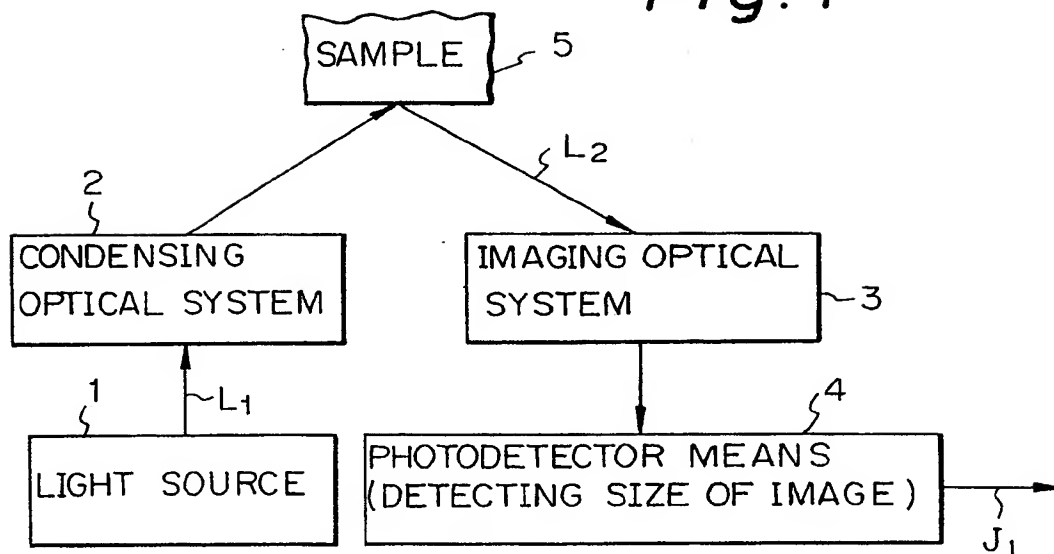 Fig. 1
SAMPLE
5
L2
2
CONDENSING
OPTICAL SYSTEM
IMAGING OPTICAL
SYSTEM
3
L1
1
4
LIGHT SOURCE
PHOTODETECTOR MEANS
(DETECTING SIZE OF IMAGE)
J1